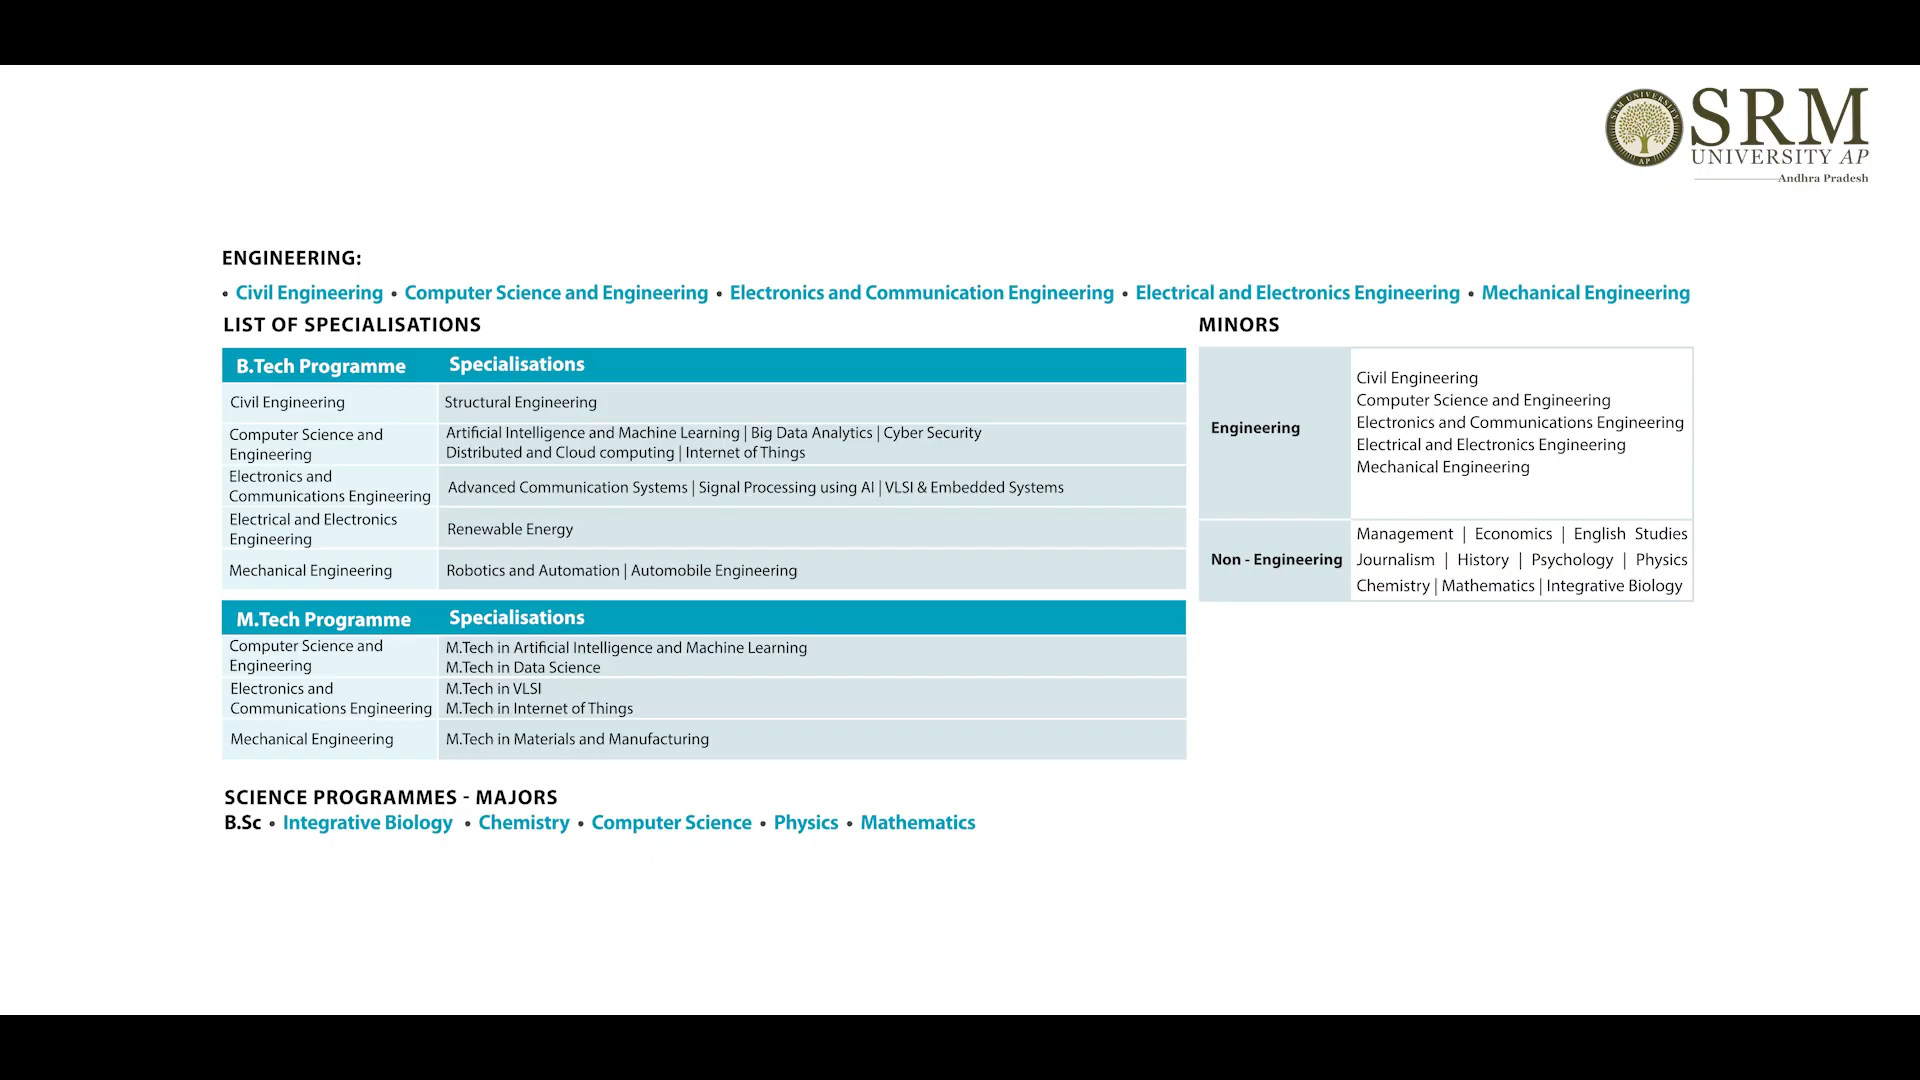 SRM UNIVERSITY
AP
SRM
UNIVERSITY AP
Andhra Pradesh
ENGINEERING:
• Civil Engineering • Computer Science and Engineering • Electronics and Communication Engineering • Electrical and Electronics Engineering • Mechanical Engineering
LIST OF SPECIALISATIONS
B.Tech Programme Specialisations
Civil Engineering Structural Engineering
Computer Science and
Engineering
Artificial Intelligence and Machine Learning | Big Data Analytics | Cyber Security
Distributed and Cloud computing | Internet of Things
Electronics and
Communications Engineering
Advanced Communication Systems | Signal Processing using AI | VLSI & Embedded Systems
Electrical and Electronics
Engineering
Renewable Energy
Mechanical Engineering Robotics and Automation | Automobile Engineering
M.Tech Programme Specialisations
Computer Science and
Engineering
M.Tech in Artificial Intelligence and Machine Learning
M.Tech in Data Science
Electronics and
Communications Engineering
M.Tech in VLSI
M.Tech in Internet of Things
Mechanical Engineering M.Tech in Materials and Manufacturing
MINORS
Engineering
Civil Engineering
Computer Science and Engineering
Electronics and Communications Engineering
Electrical and Electronics Engineering
Mechanical Engineering
Non - Engineering
Management | Economics | English Studies
Journalism | History | Psychology | Physics
Chemistry | Mathematics | Integrative Biology
SCIENCE PROGRAMMES - MAJORS
B.Sc • Integrative Biology • Chemistry • Computer Science • Physics • Mathematics